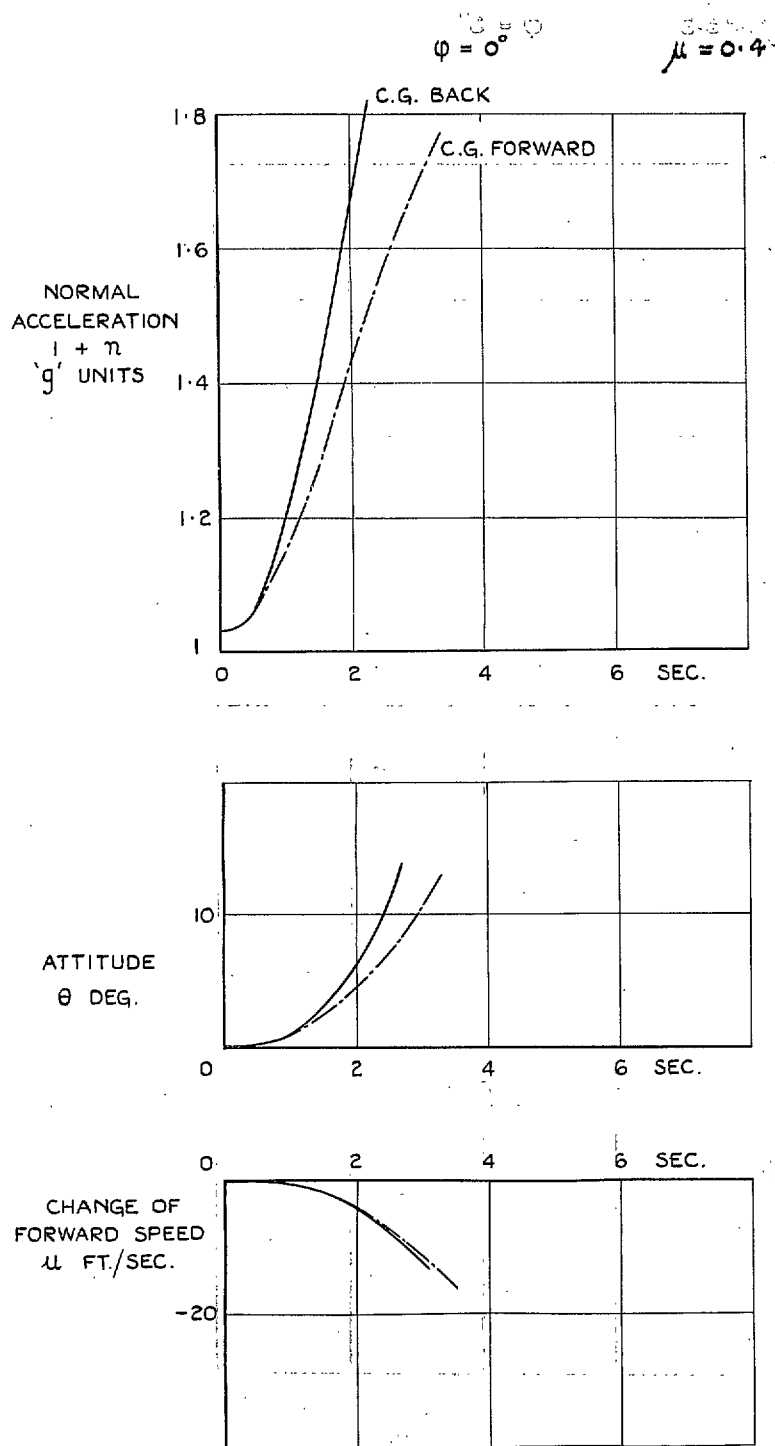 φ = 0° μ = 0·4
C.G. BACK
1·8
C.G. FORWARD
1·6
NORMAL
ACCELERATION
1 + n
'g' UNITS
1·4
1·2
1
0 2 4 6 SEC.
10
ATTITUDE
θ DEG.
0 2 4 6 SEC.
0 2 4 6 SEC.
CHANGE OF
FORWARD SPEED
u FT./SEC.
-20